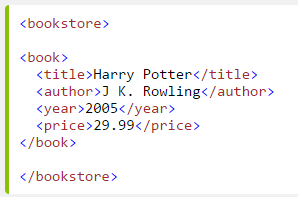 <bookstore>
<book>
<title>Harry Potter</title>
<author>J K. Rowling</author>
<year>2005</year>
<price>29.99</price>
</book>
</bookstore>